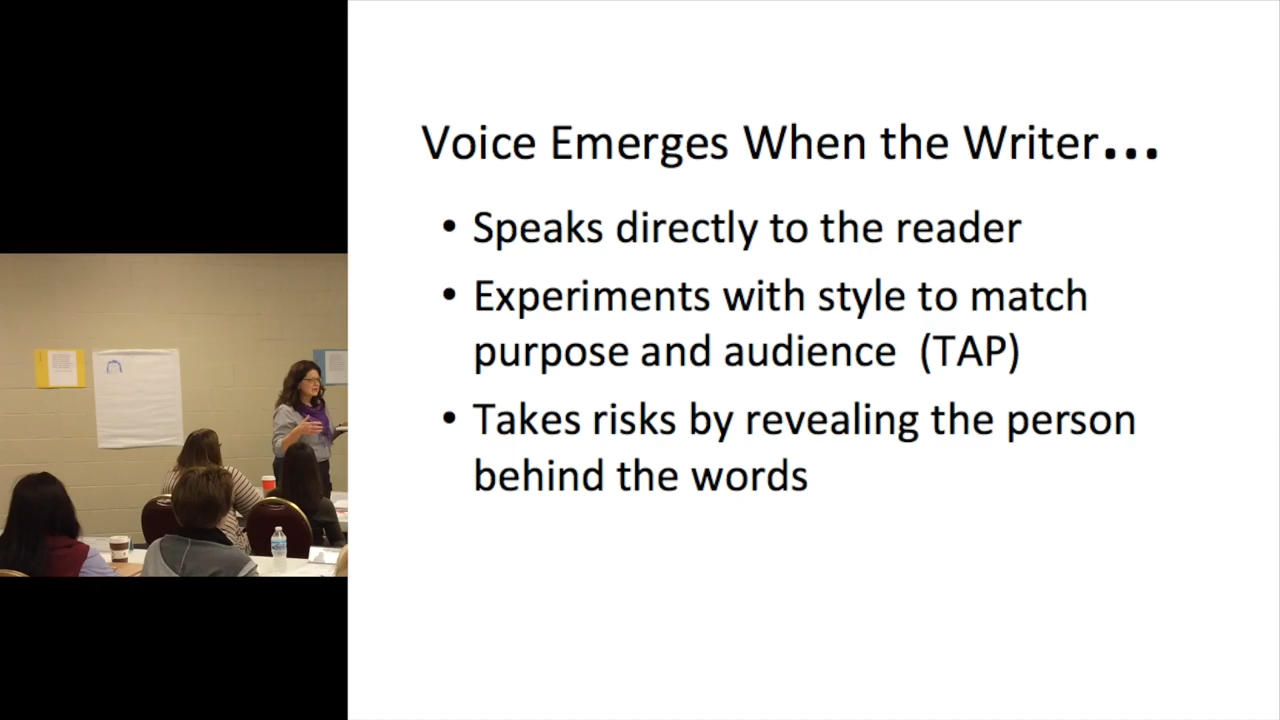 Voice Emerges When the Writer...
• Speaks directly to the reader
• Experiments with style to match
purpose and audience  (TAP)
• Takes risks by revealing the person
behind the words